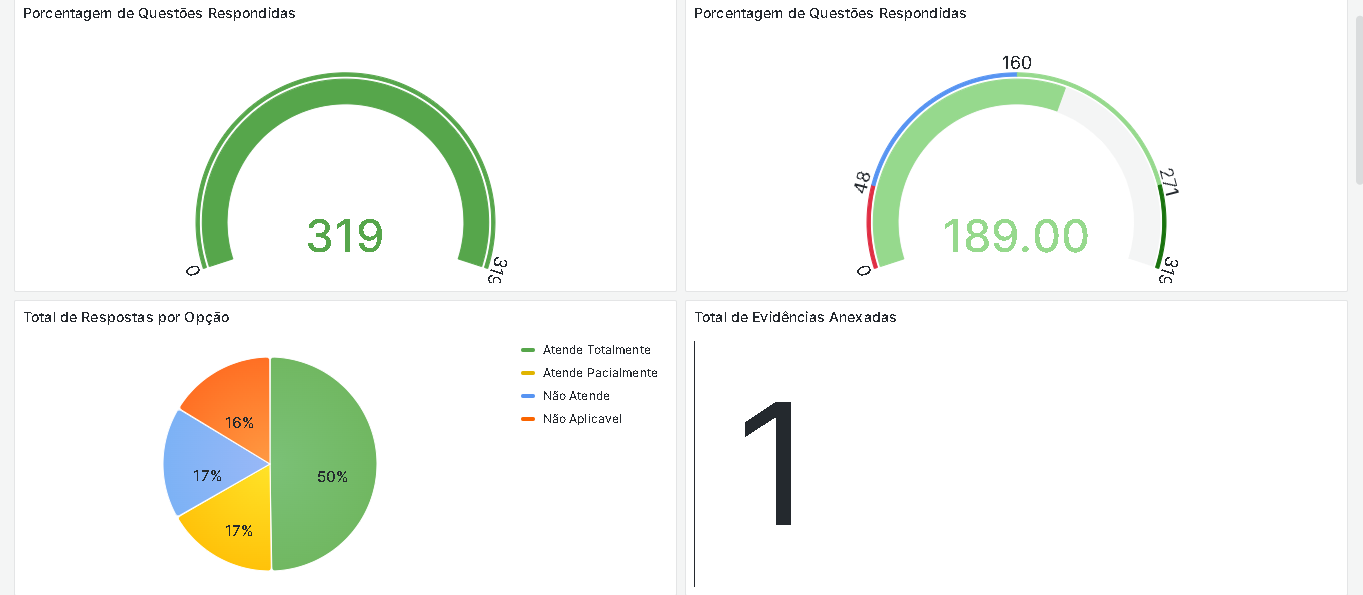 Porcentagem de Questões Respondidas
319
0
319
Porcentagem de Questões Respondidas
160
48
271
189.00
0
319
Total de Respostas por Opção
Atende Totalmente
Atende Pacialmente
Não Atende
Não Aplicavel
16%
17%
50%
17%
Total de Evidências Anexadas
1